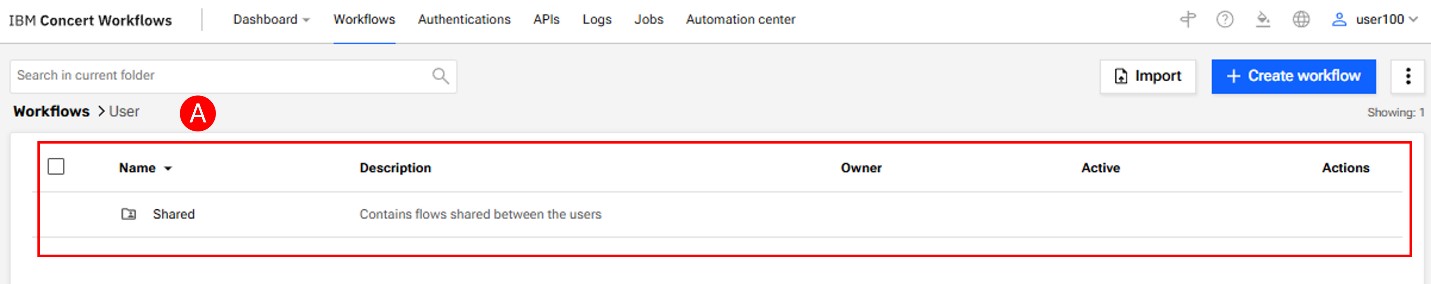 IBM Concert Workflows Dashboard Workflows Authentications APIs Logs Jobs Automation center user100
Search in current folder Import + Create workflow
Workflows > User A Showing: 1
Name Description Owner Active Actions
Shared Contains flows shared between the users